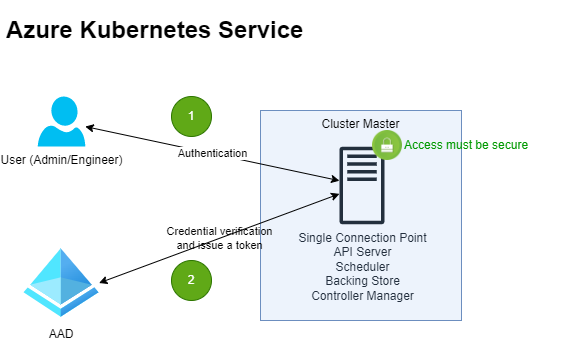 Azure Kubernetes Service
1
Cluster Master
Access must be secure
User (Admin/Engineer)
Authentication
Credential verification
and issue a token
Single Connection Point
API Server
Scheduler
Backing Store
Controller Manager
2
AAD